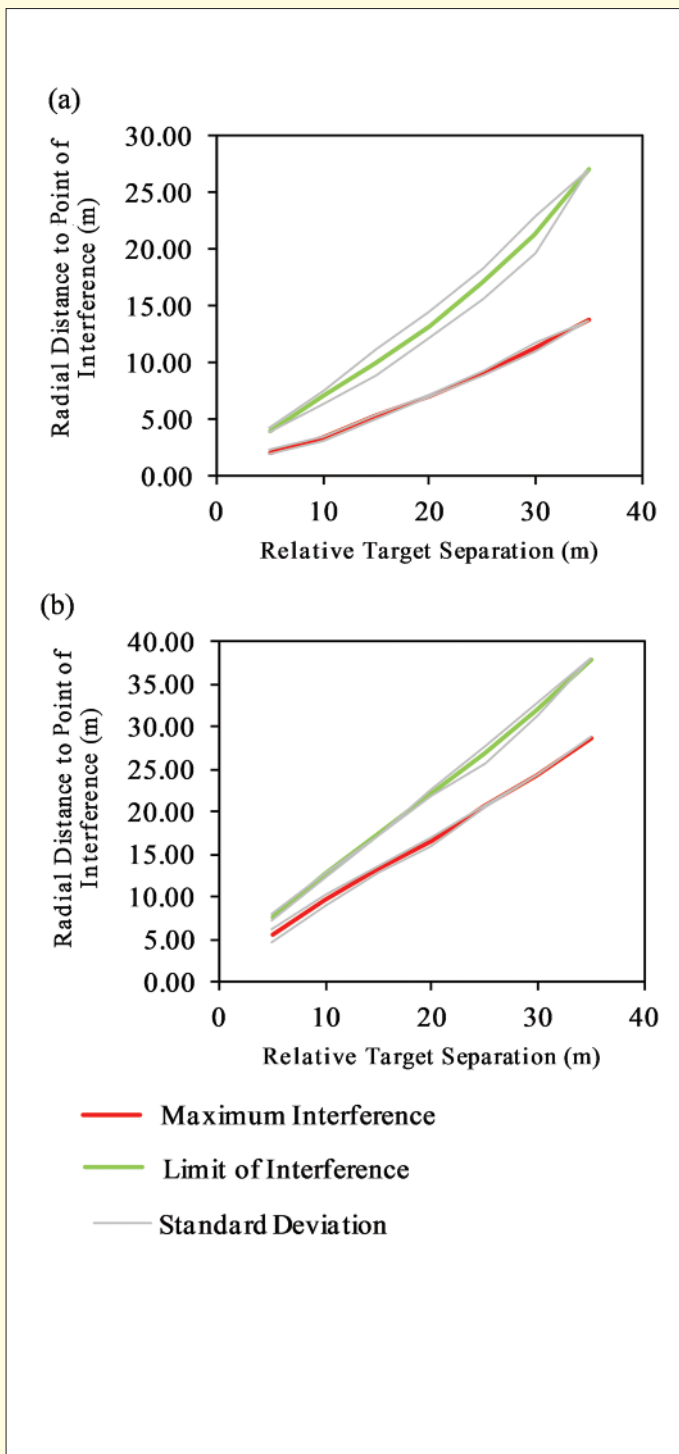 (a)
Radial Distance to Point of
Interference (m)
30.00
25.00
20.00
15.00
10.00
5.00
0.00
0 10 20 30 40
Relative Target Separation (m)
(b)
Radial Distance to Point of
Interference (m)
40.00
35.00
30.00
25.00
20.00
15.00
10.00
5.00
0.00
0 10 20 30 40
Relative Target Separation (m)
Maximum Interference
Limit of Interference
Standard Deviation